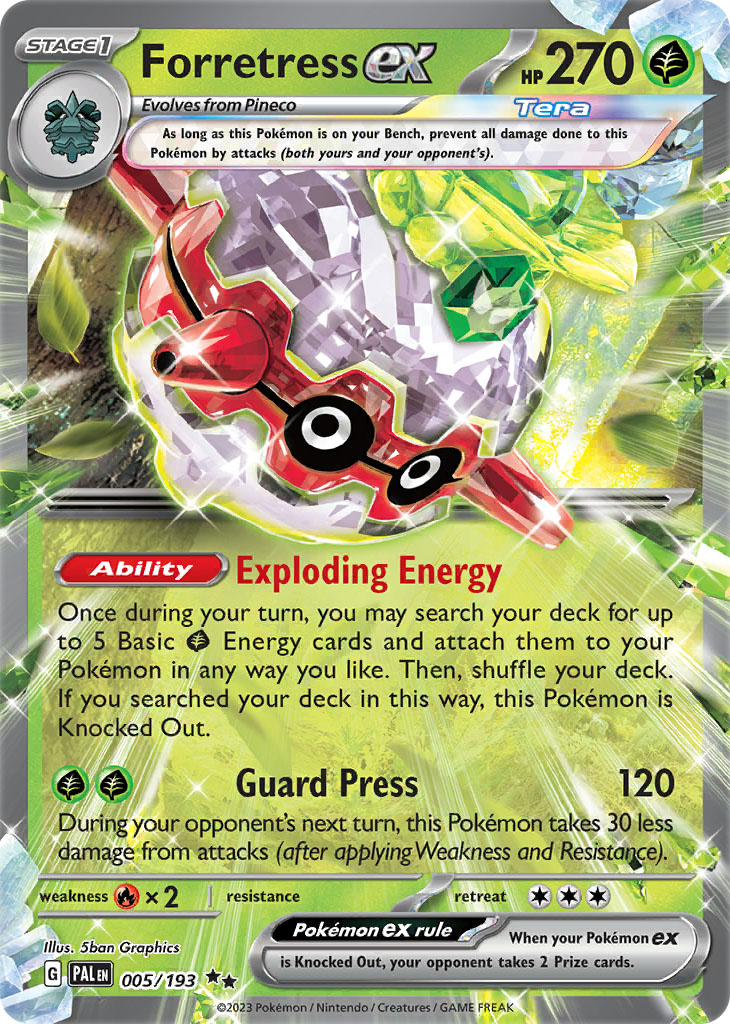 STAGE1
Forretress ex
HP 270
Evolves from Pineco
Tera
As long as this Pokémon is on your Bench, prevent all damage done to this
Pokémon by attacks (both yours and your opponent's).
Ability Exploding Energy
Once during your turn, you may search your deck for up
to 5 Basic Energy cards and attach them to your
Pokémon in any way you like. Then, shuffle your deck.
If you searched your deck in this way, this Pokémon is
Knocked Out.
Guard Press 120
During your opponent's next turn, this Pokémon takes 30 less
damage from attacks (after applying Weakness and Resistance).
weakness × 2 resistance retreat
Illus. 5ban Graphics
Pokémon ex rule
When your Pokémon ex
is Knocked Out, your opponent takes 2 Prize cards.
G PAL EN 005/193
©2023 Pokémon / Nintendo / Creatures / GAME FREAK